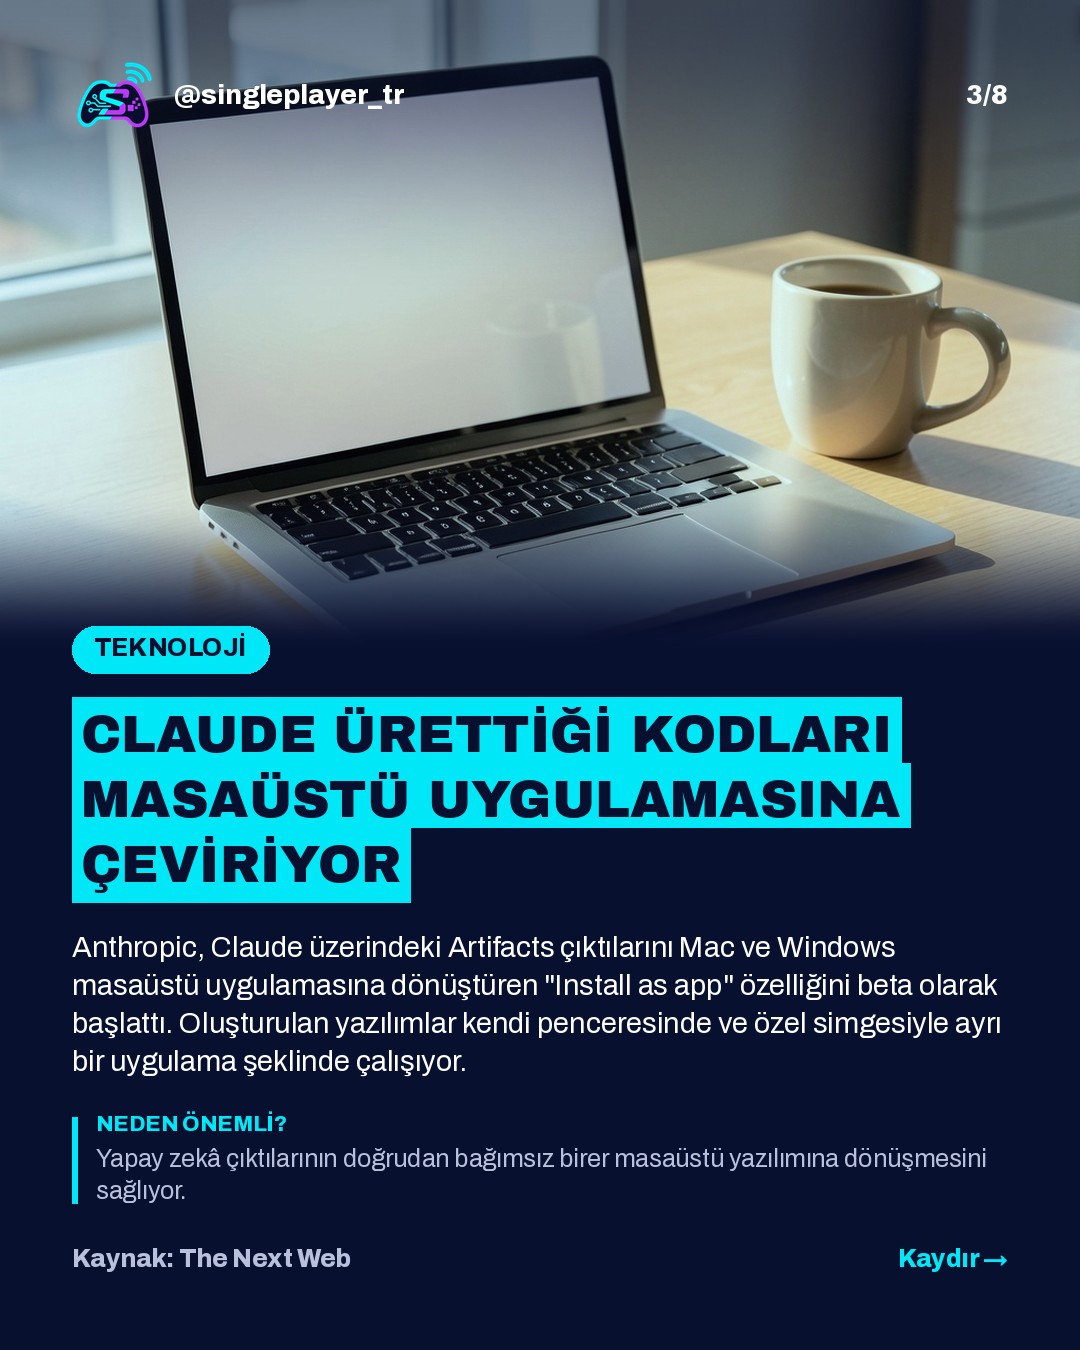 @singleplayer_tr
3/8
TEKNOLOJİ
CLAUDE ÜRETTİĞİ KODLARI
MASAÜSTÜ UYGULAMASINA
ÇEVİRİYOR
Anthropic, Claude üzerindeki Artifacts çıktılarını Mac ve Windows
masaüstü uygulamasına dönüştüren "Install as app" özelliğini beta olarak
başlattı. Oluşturulan yazılımlar kendi penceresinde ve özel simgesiyle ayrı
bir uygulama şeklinde çalışıyor.
NEDEN ÖNEMLİ?
Yapay zekâ çıktılarının doğrudan bağımsız birer masaüstü yazılımına dönüşmesini
sağlıyor.
Kaynak: The Next Web
Kaydır→